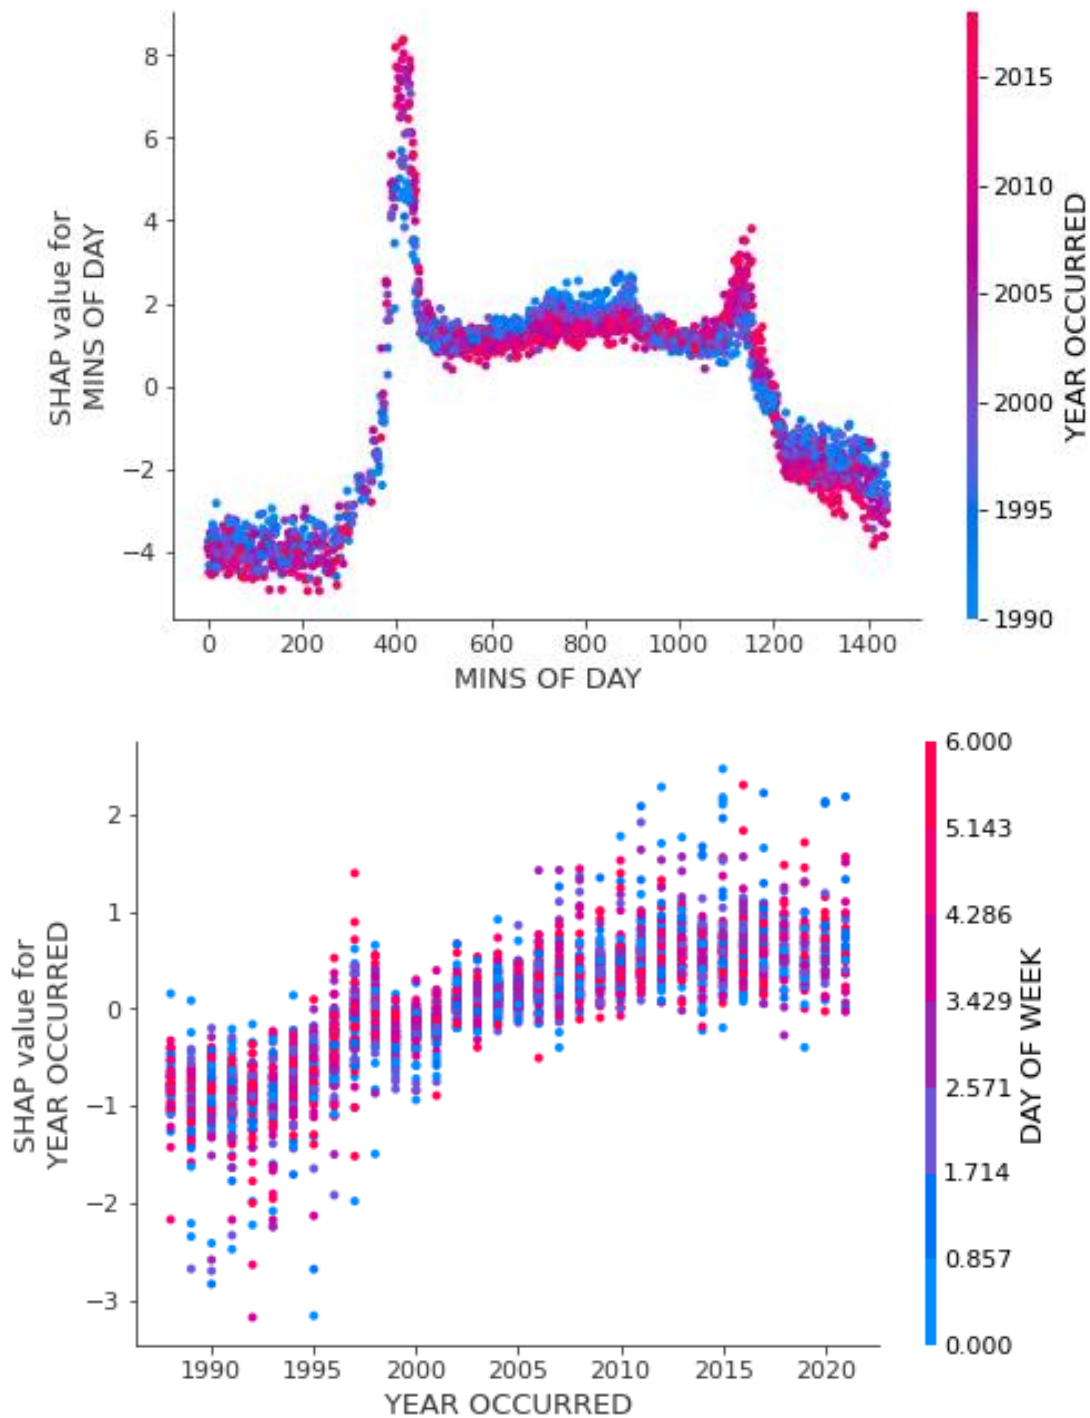 SHAP value for
MINS OF DAY
8
6
4
2
0
−2
−4
0 200 400 600 800 1000 1200 1400
MINS OF DAY
2015
2010
2005
2000
1995
1990
YEAR OCCURRED
SHAP value for
YEAR OCCURRED
2
1
0
−1
−2
−3
1990 1995 2000 2005 2010 2015 2020
YEAR OCCURRED
6.000
5.143
4.286
3.429
2.571
1.714
0.857
0.000
DAY OF WEEK